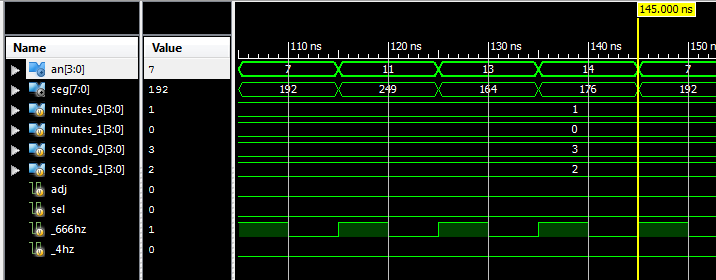 145.000 ns
Name Value 110 ns 120 ns 130 ns 140 ns 150 n
an[3:0] 7 7 11 13 14 7
seg[7:0] 192 192 249 164 176 192
minutes_0[3:0] 1 1
minutes_1[3:0] 0 0
seconds_0[3:0] 3 3
seconds_1[3:0] 2 2
adj 0
sel 0
_666hz 1
_4hz 0